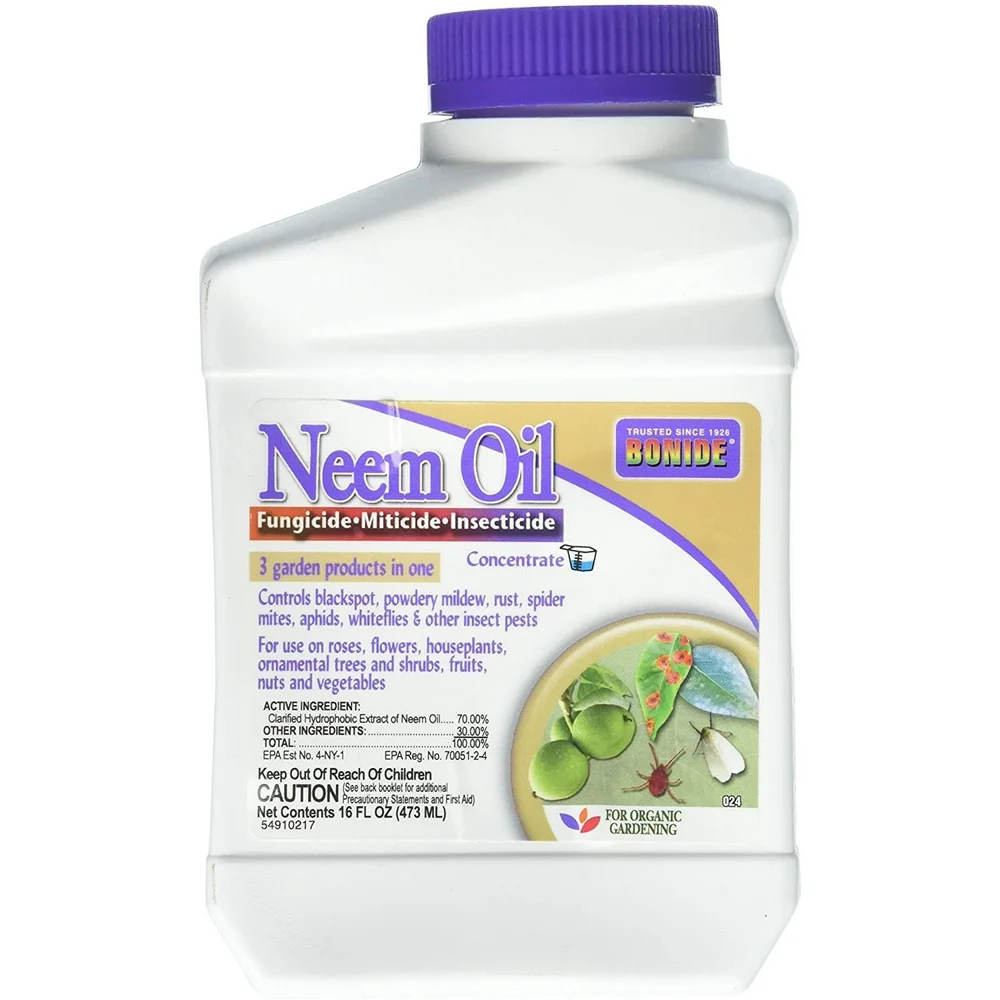 TRUSTED SINCE 1926
BONIDE®
Neem Oil
Fungicide•Miticide•Insecticide
3 garden products in one
Concentrate
Controls blackspot, powdery mildew, rust, spider
mites, aphids, whiteflies & other insect pests
For use on roses, flowers, houseplants,
ornamental trees and shrubs, fruits,
nuts and vegetables
ACTIVE INGREDIENT:
Clarified Hydrophobic Extract of Neem Oil..... 70.00%
OTHER INGREDIENTS:........................ 30.00%
TOTAL: ..........................................100.00%
EPA Est No. 4-NY-1 EPA Reg. No. 70051-2-4
Keep Out Of Reach Of Children
CAUTION (See back booklet for additional
Precautionary Statements and First Aid)
Net Contents 16 FL OZ (473 ML)
54910217
024
FOR ORGANIC
GARDENING